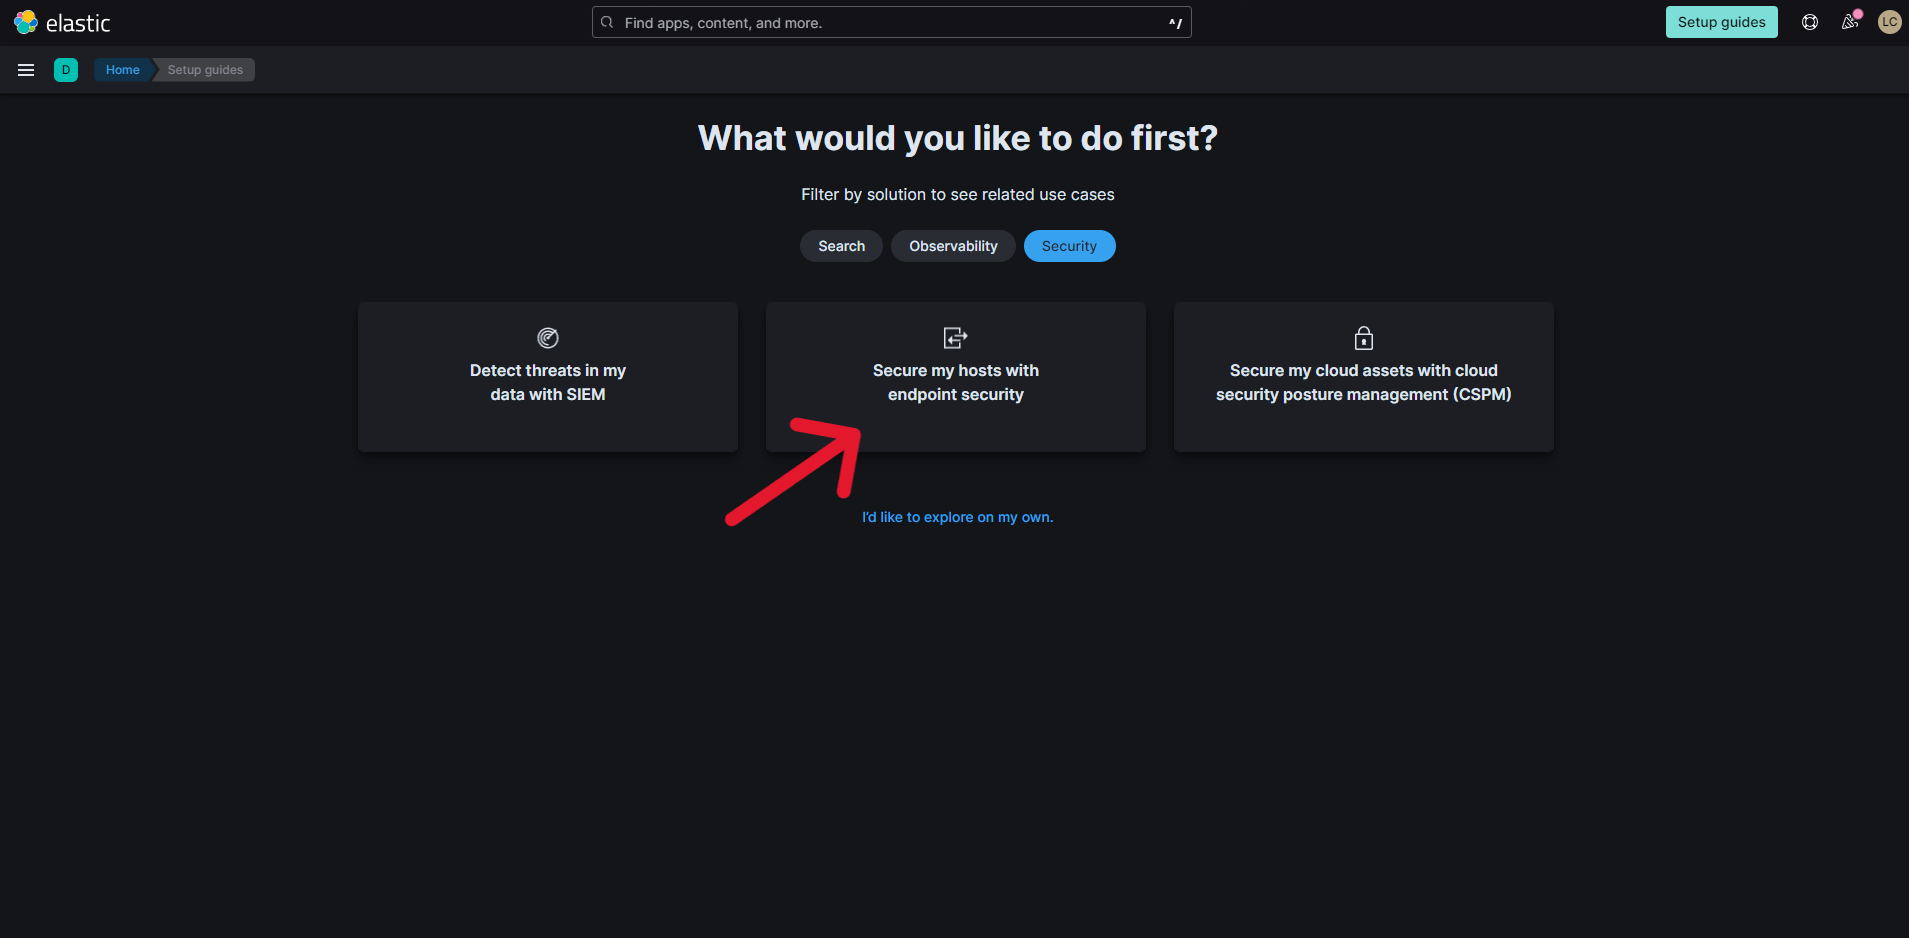 elastic
Find apps, content, and more.
^/
Setup guides
LC
D
Home
Setup guides
What would you like to do first?
Filter by solution to see related use cases
Search
Observability
Security
Detect threats in my
data with SIEM
Secure my hosts with
endpoint security
Secure my cloud assets with cloud
security posture management (CSPM)
I'd like to explore on my own.